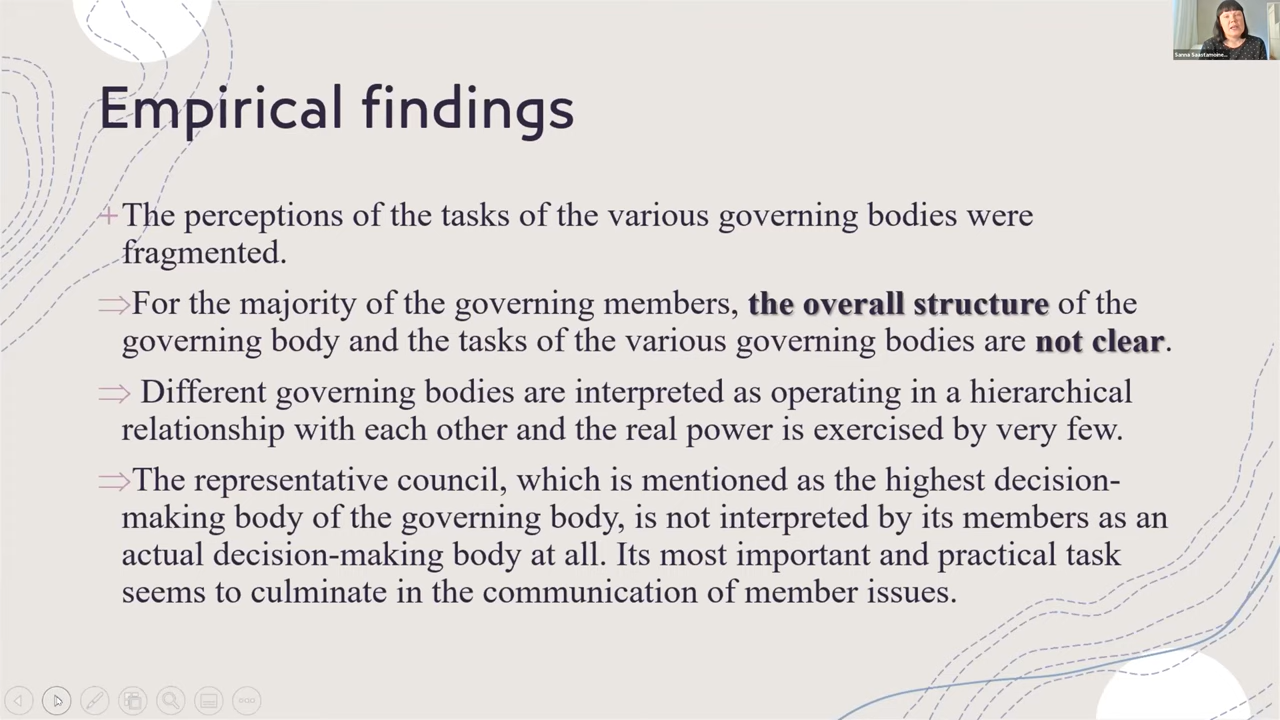 Sanna Saastamoine...
Empirical findings
+The perceptions of the tasks of the various governing bodies were
fragmented.
⇒For the majority of the governing members, the overall structure of the
governing body and the tasks of the various governing bodies are not clear.
⇒ Different governing bodies are interpreted as operating in a hierarchical
relationship with each other and the real power is exercised by very few.
⇒The representative council, which is mentioned as the highest decision-
making body of the governing body, is not interpreted by its members as an
actual decision-making body at all. Its most important and practical task
seems to culminate in the communication of member issues.